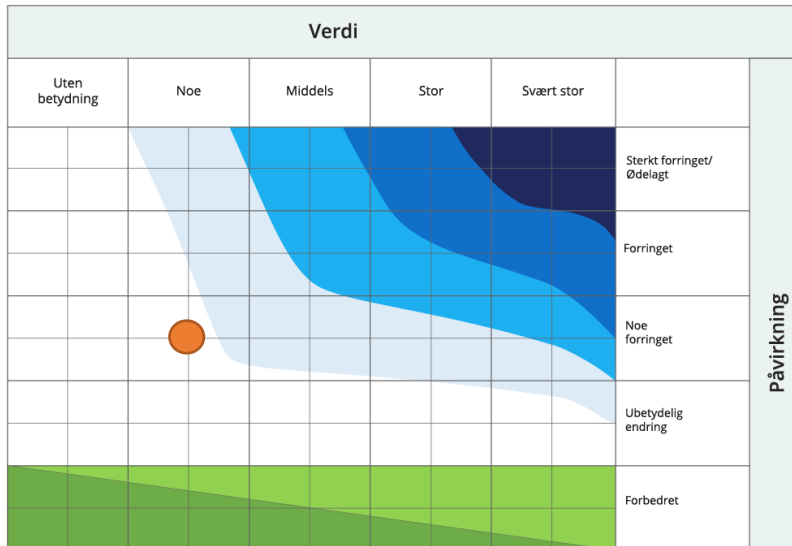 Verdi
Uten
betydning
Noe
Middels
Stor
Svært stor
Sterkt forringet/
Ødelagt
Forringet
Noe
forringet
Ubetydelig
endring
Forbedret
Påvirkning